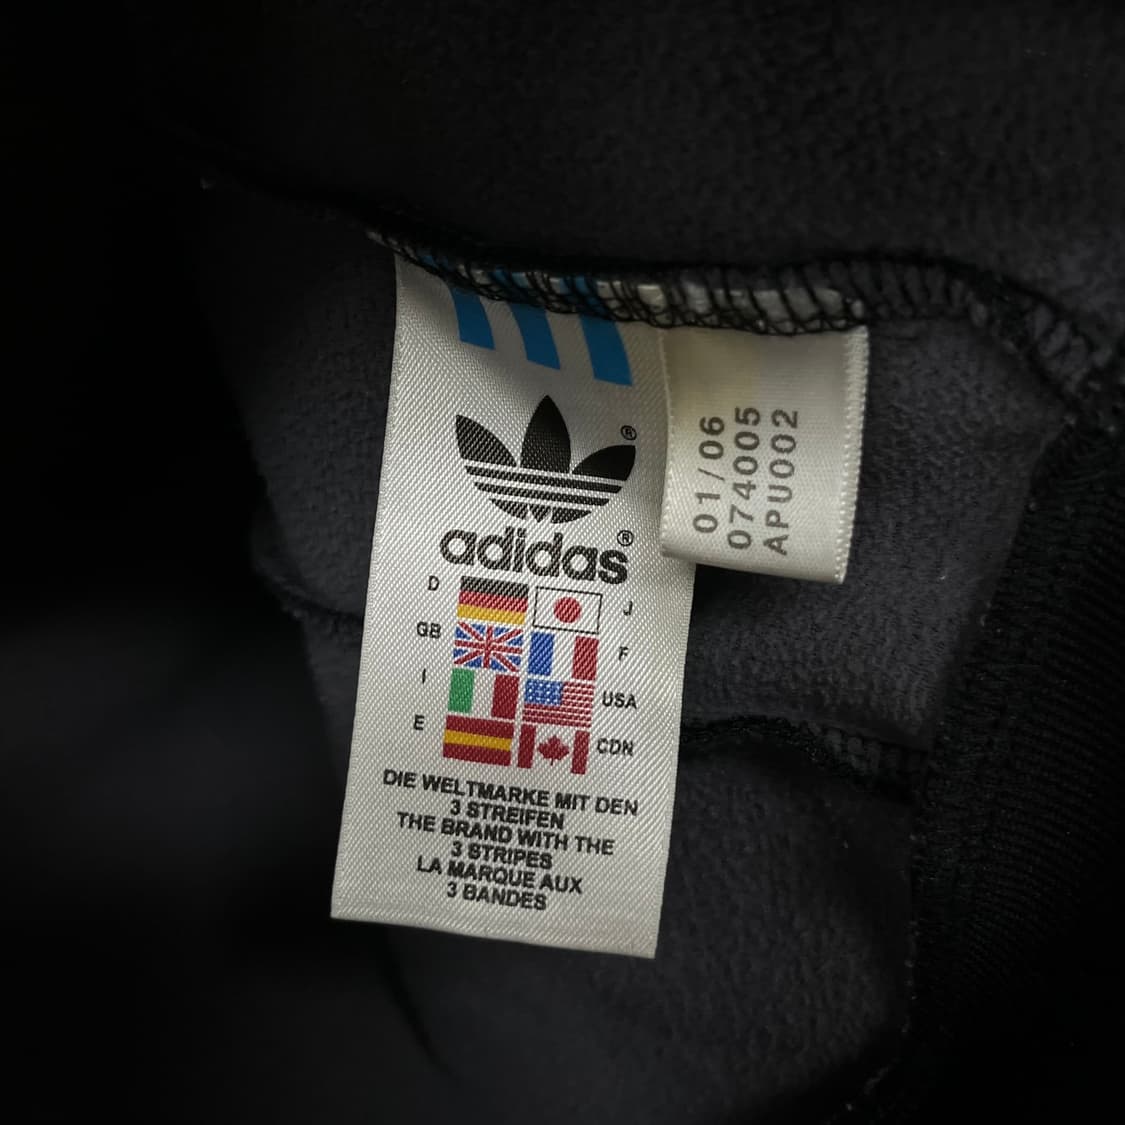 ®
adidas®
D
J
GB
F
I
USA
E
CDN
DIE WELTMARKE MIT DEN
3 STREIFEN
THE BRAND WITH THE
3 STRIPES
LA MARQUE AUX
3 BANDES
01/06
074005
APU002